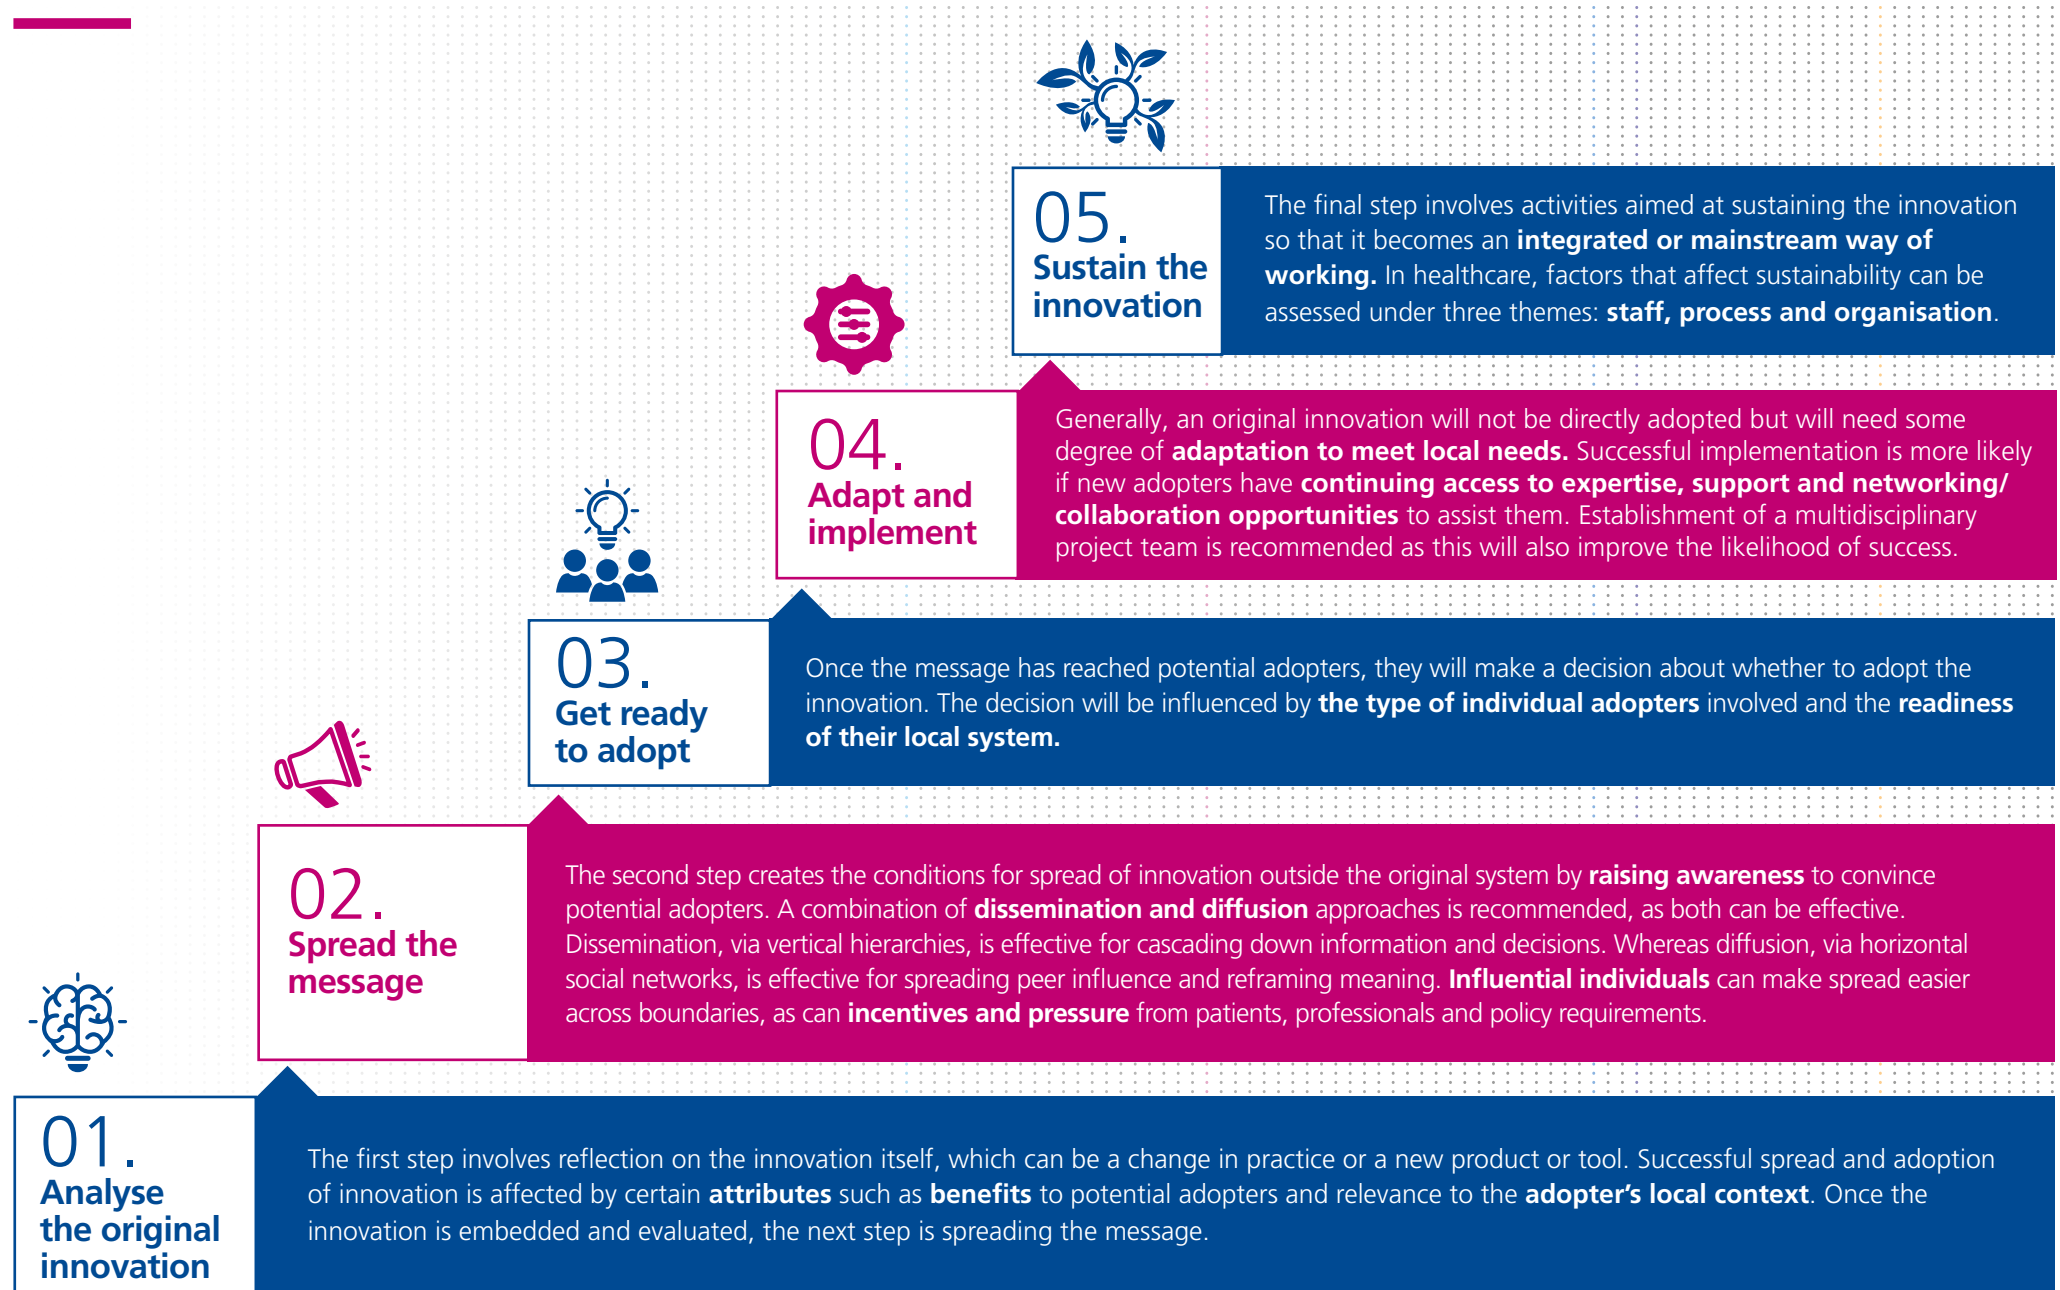 05.
Sustain the
innovation
The final step involves activities aimed at sustaining the innovation
so that it becomes an integrated or mainstream way of
working. In healthcare, factors that affect sustainability can be
assessed under three themes: staff, process and organisation.
04.
Adapt and
implement
Generally, an original innovation will not be directly adopted but will need some
degree of adaptation to meet local needs. Successful implementation is more likely
if new adopters have continuing access to expertise, support and networking/
collaboration opportunities to assist them. Establishment of a multidisciplinary
project team is recommended as this will also improve the likelihood of success.
03.
Get ready
to adopt
Once the message has reached potential adopters, they will make a decision about whether to adopt the
innovation. The decision will be influenced by the type of individual adopters involved and the readiness
of their local system.
02.
Spread the
message
The second step creates the conditions for spread of innovation outside the original system by raising awareness to convince
potential adopters. A combination of dissemination and diffusion approaches is recommended, as both can be effective.
Dissemination, via vertical hierarchies, is effective for cascading down information and decisions. Whereas diffusion, via horizontal
social networks, is effective for spreading peer influence and reframing meaning. Influential individuals can make spread easier
across boundaries, as can incentives and pressure from patients, professionals and policy requirements.
01.
Analyse
the original
innovation
The first step involves reflection on the innovation itself, which can be a change in practice or a new product or tool. Successful spread and adoption
of innovation is affected by certain attributes such as benefits to potential adopters and relevance to the adopter’s local context. Once the
innovation is embedded and evaluated, the next step is spreading the message.